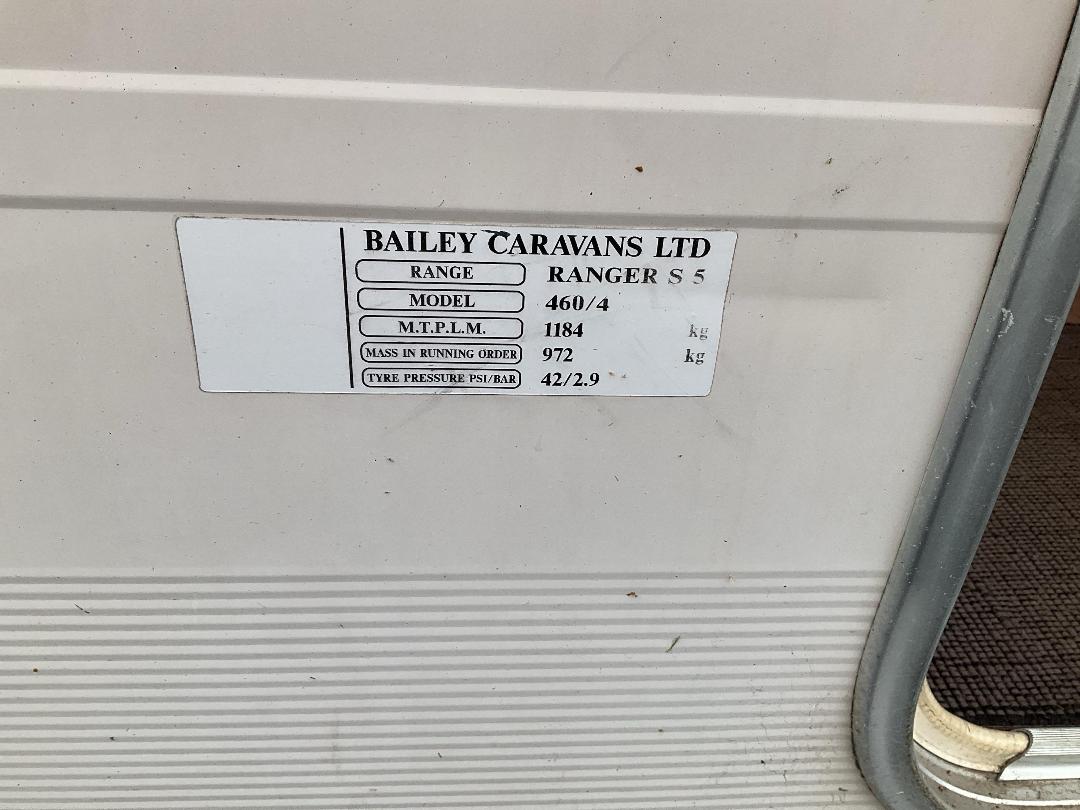 BAILEY CARAVANS LTD
RANGE RANGER S 5
MODEL 460/4
M.T.P.L.M. 1184 kg
MASS IN RUNNING ORDER 972 kg
TYRE PRESSURE PSI/BAR 42/2.9